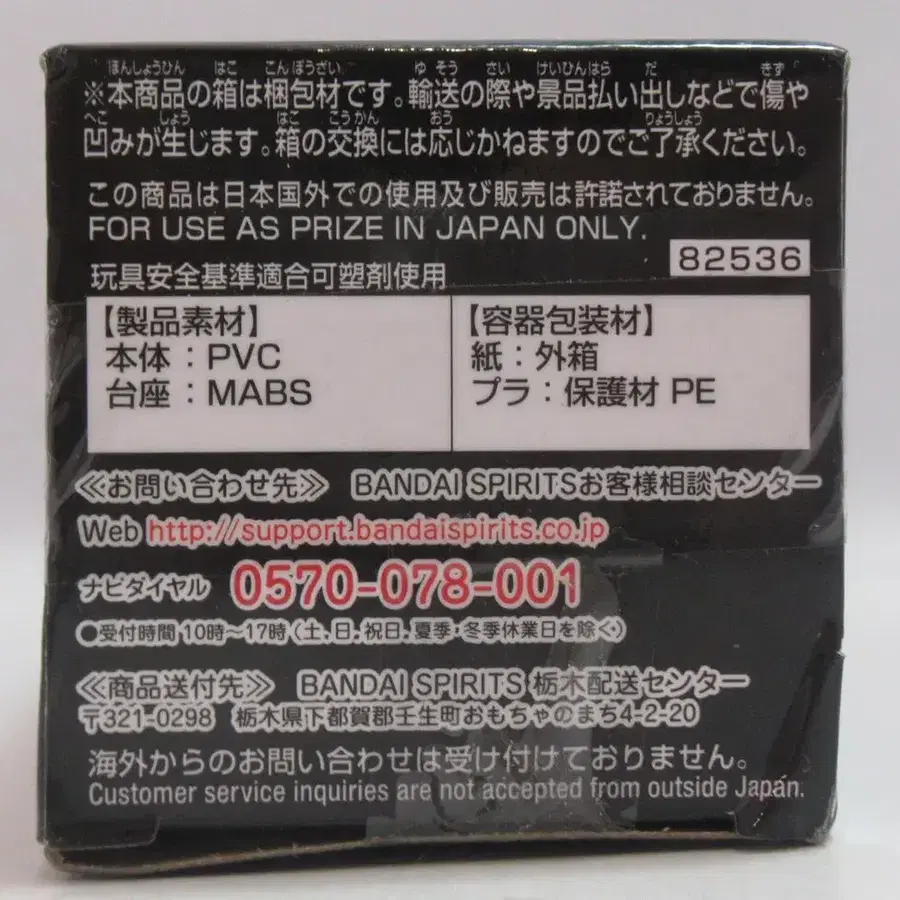 ※本商品の箱は梱包材です。輸送の際や景品払い出しなどで傷や
凹みが生じます。箱の交換には応じかねますのでご了承ください。
この商品は日本国外での使用及び販売は許諾されておりません。
FOR USE AS PRIZE IN JAPAN ONLY.
82536
玩具安全基準適合可塑剤使用
【製品素材】
本体：PVC
台座：MABS
【容器包装材】
紙：外箱
プラ：保護材 PE
≪お問い合わせ先≫ BANDAI SPIRITSお客様相談センター
Web http://support.bandaispirits.co.jp
ナビダイヤル 0570-078-001
●受付時間 10時～17時（土、日、祝日、夏季・冬季休業日を除く）
≪商品送付先≫ BANDAI SPIRITS 栃木配送センター
〒321-0298 栃木県下都賀郡壬生町おもちゃのまち4-2-20
海外からのお問い合わせは受け付けておりません。
Customer service inquiries are not accepted from outside Japan.